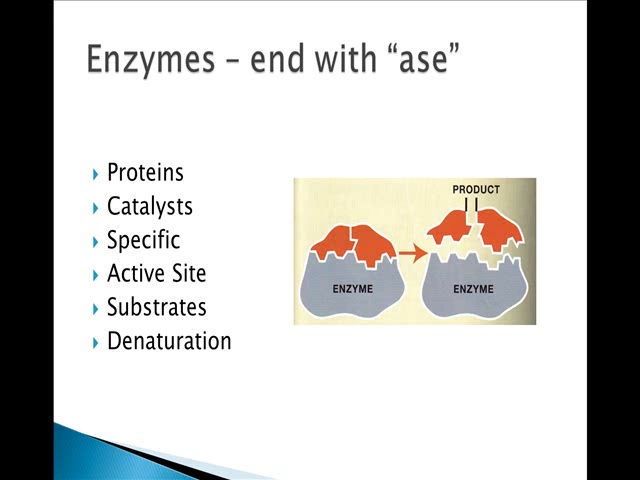 Enzymes – end with “ase”
Proteins
Catalysts
Specific
Active Site
Substrates
Denaturation
PRODUCT
ENZYME
ENZYME